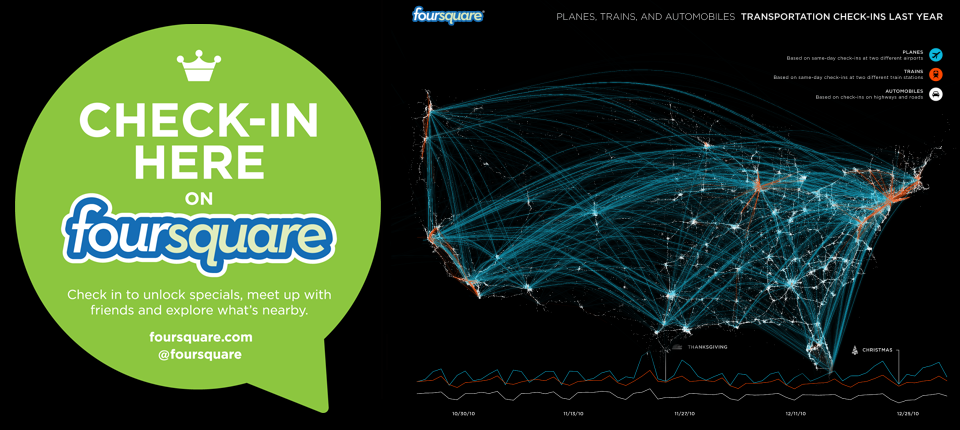 CHECK-IN
HERE
ON
foursquare
Check in to unlock specials, meet up with
friends and explore what's nearby.
foursquare.com
@foursquare
foursquare
PLANES, TRAINS, AND AUTOMOBILES TRANSPORTATION CHECK-INS LAST YEAR
PLANES
Based on same-day check-ins at two different airports
TRAINS
Based on same-day check-ins at two different train stations
AUTOMOBILES
Based on check-ins on highways and roads
THANKSGIVING
CHRISTMAS
10/30/10
11/13/10
11/27/10
12/11/10
12/25/10